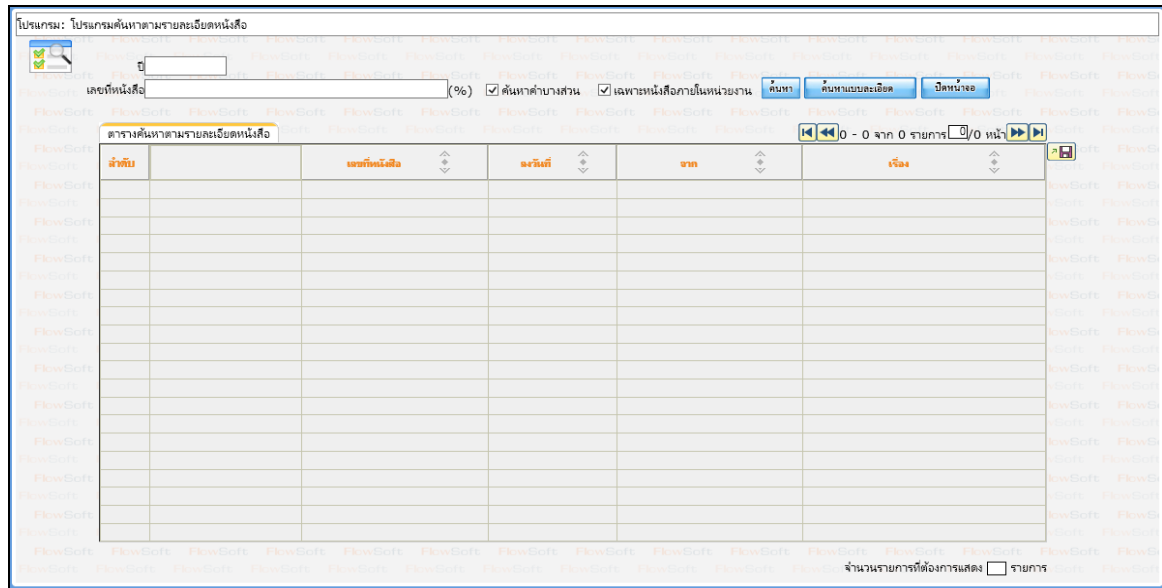 โปรแกรม: โปรแกรมค้นหาตามรายละเอียดหนังสือ
ปี
เลขที่หนังสือ (%) ค้นหาคำบางส่วน เฉพาะหนังสือภายในหน่วยงาน ค้นหา ค้นหาแบบละเอียด ปิดหน้าจอ
ตารางค้นหาตามรายละเอียดหนังสือ 0 - 0 จาก 0 รายการ 0/0 หน้า
ลำดับ เลขที่หนังสือ ลงวันที่ จาก เรื่อง
จำนวนรายการที่ต้องการแสดง รายการ
FlowSoft